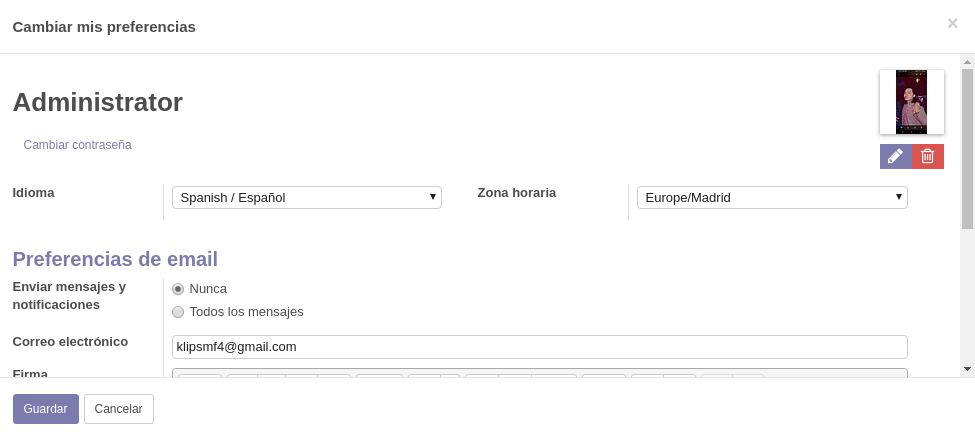 Cambiar mis preferencias
×
Administrator
Cambiar contraseña
Idioma
Spanish / Español
Zona horaria
Europe/Madrid
Preferencias de email
Enviar mensajes y
notificaciones
Nunca
Todos los mensajes
Correo electrónico
klipsmf4@gmail.com
Firma
Guardar
Cancelar